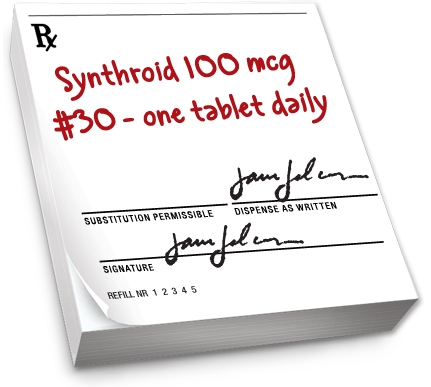 Rx
Synthroid 100 mcg
#30 - one tablet daily
SUBSTITUTION PERMISSIBLE DISPENSE AS WRITTEN
SIGNATURE
REFILL NR 1 2 3 4 5